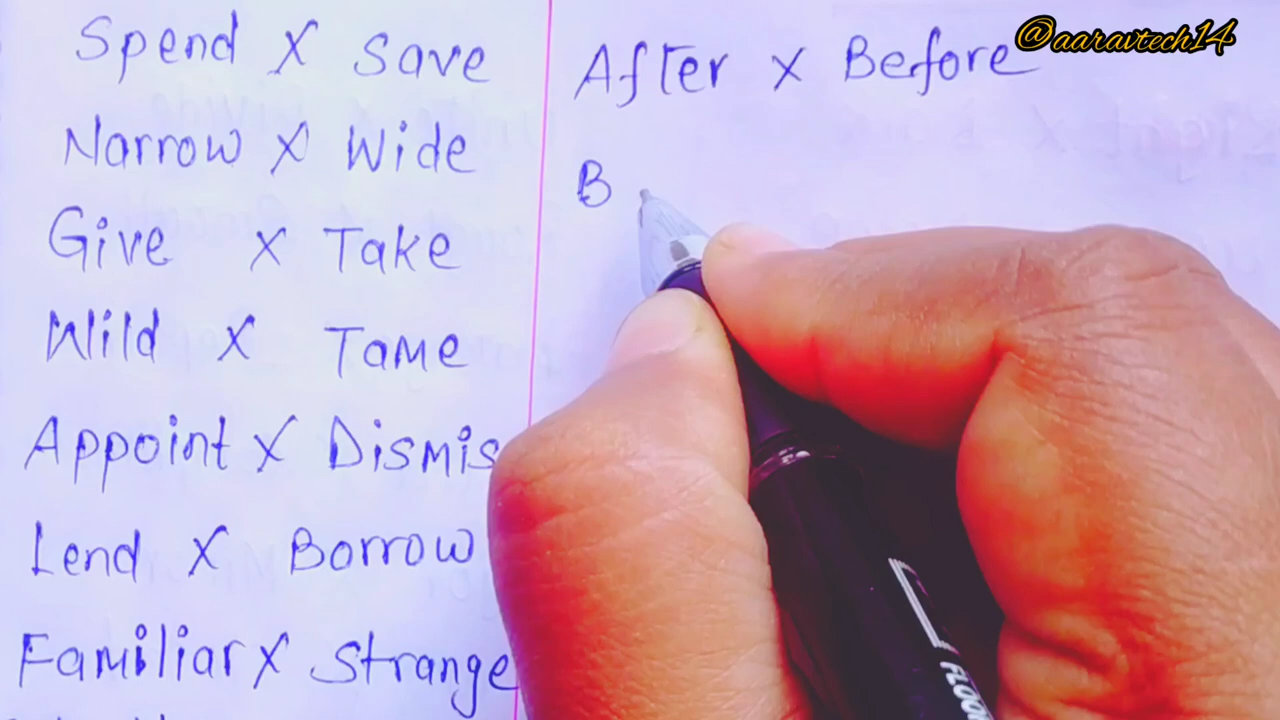 Spend X Save
Narrow X Wide
Give X Take
Wild X Tame
Appoint X Dismis
Lend X Borrow
Familiar X Strange
After X Before
B
@aaravtech14